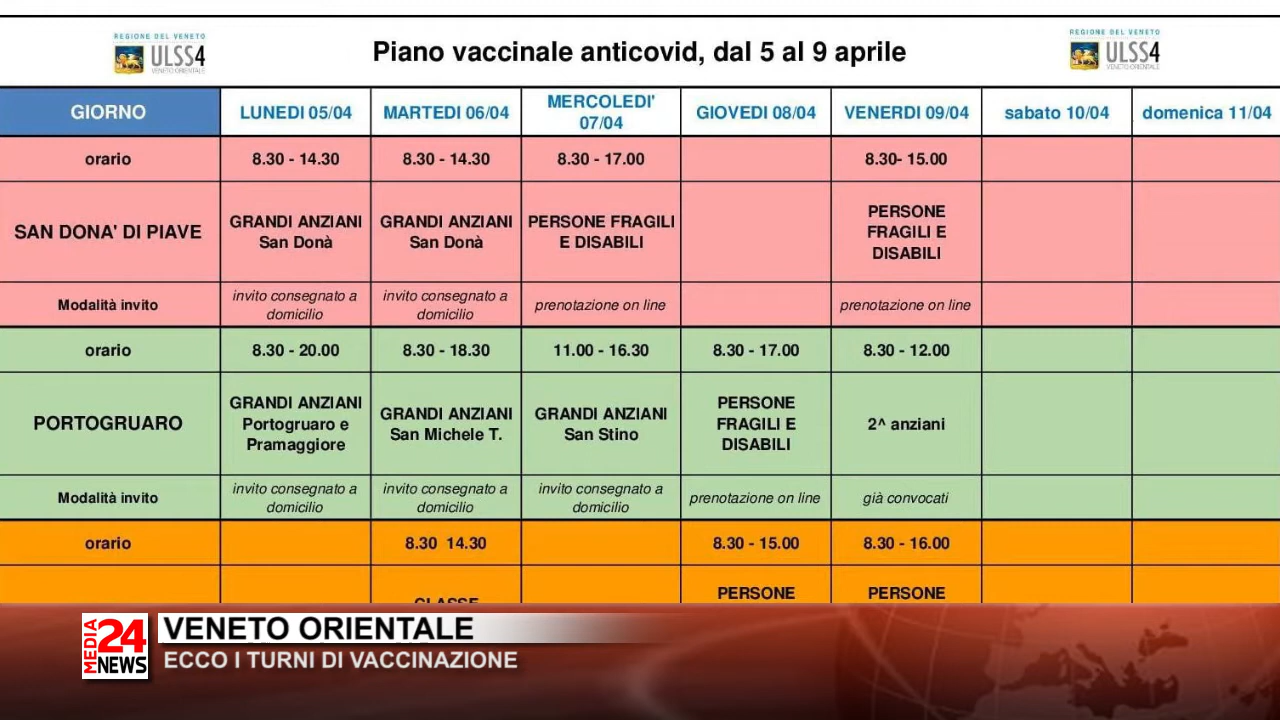 REGIONE DEL VENETO
ULSS4
VENETO ORIENTALE
Piano vaccinale anticovid, dal 5 al 9 aprile
REGIONE DEL VENETO
ULSS4
VENETO ORIENTALE
GIORNO
LUNEDI 05/04
MARTEDI 06/04
MERCOLEDI'
07/04
GIOVEDI 08/04
VENERDI 09/04
sabato 10/04
domenica 11/04
orario
8.30 - 14.30
8.30 - 14.30
8.30 - 17.00
8.30- 15.00
SAN DONA' DI PIAVE
GRANDI ANZIANI
San Donà
GRANDI ANZIANI
San Donà
PERSONE FRAGILI
E DISABILI
PERSONE
FRAGILI E
DISABILI
Modalità invito
invito consegnato a
domicilio
invito consegnato a
domicilio
prenotazione on line
prenotazione on line
orario
8.30 - 20.00
8.30 - 18.30
11.00 - 16.30
8.30 - 17.00
8.30 - 12.00
PORTOGRUARO
GRANDI ANZIANI
Portogruaro e
Pramaggiore
GRANDI ANZIANI
San Michele T.
GRANDI ANZIANI
San Stino
PERSONE
FRAGILI E
DISABILI
2^ anziani
Modalità invito
invito consegnato a
domicilio
invito consegnato a
domicilio
invito consegnato a
domicilio
prenotazione on line
già convocati
orario
8.30  14.30
8.30 - 15.00
8.30 - 16.00
CLASSE
PERSONE
PERSONE
MEDIA
24
NEWS
VENETO ORIENTALE
ECCO I TURNI DI VACCINAZIONE